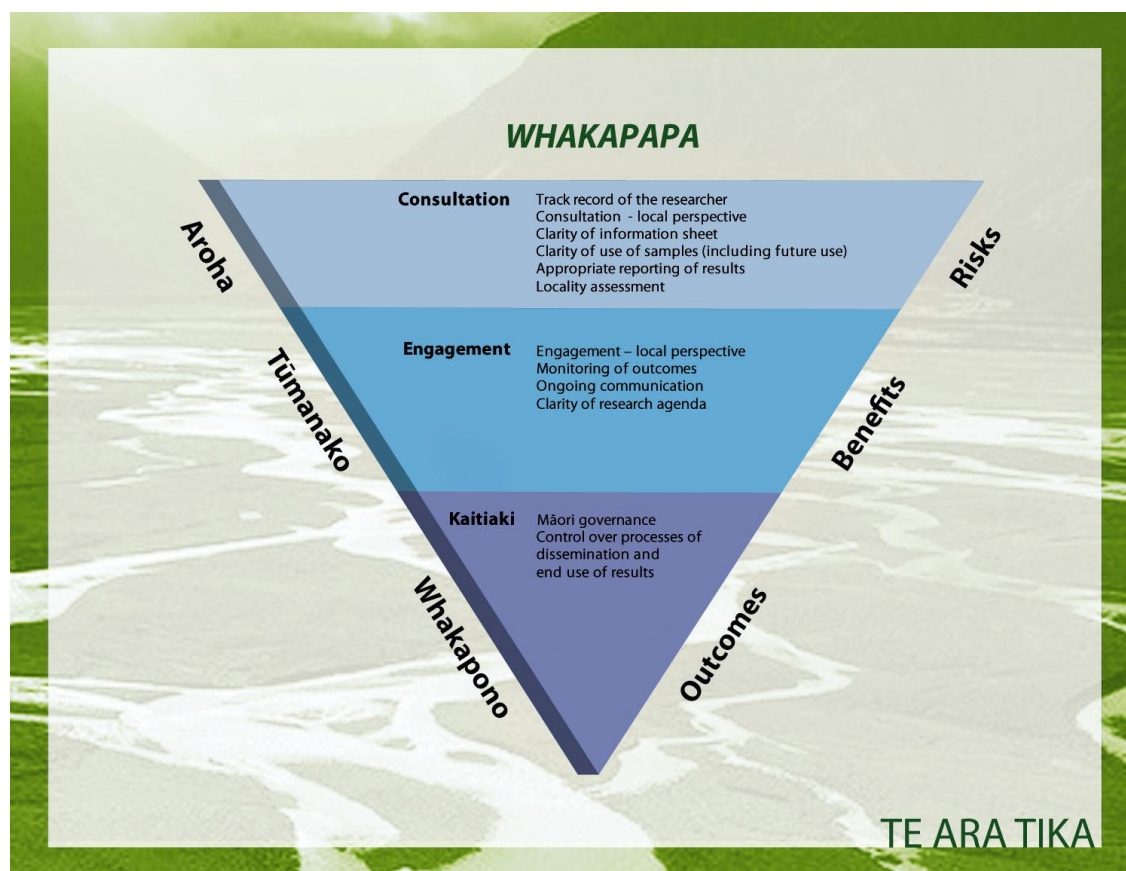 WHAKAPAPA
Aroha
Consultation
Track record of the researcher
Consultation - local perspective
Clarity of information sheet
Clarity of use of samples (including future use)
Appropriate reporting of results
Locality assessment
Risks
Tūmanako
Engagement
Engagement – local perspective
Monitoring of outcomes
Ongoing communication
Clarity of research agenda
Benefits
Whakapono
Kaitiaki
Māori governance
Control over processes of
dissemination and
end use of results
Outcomes
TE ARA TIKA